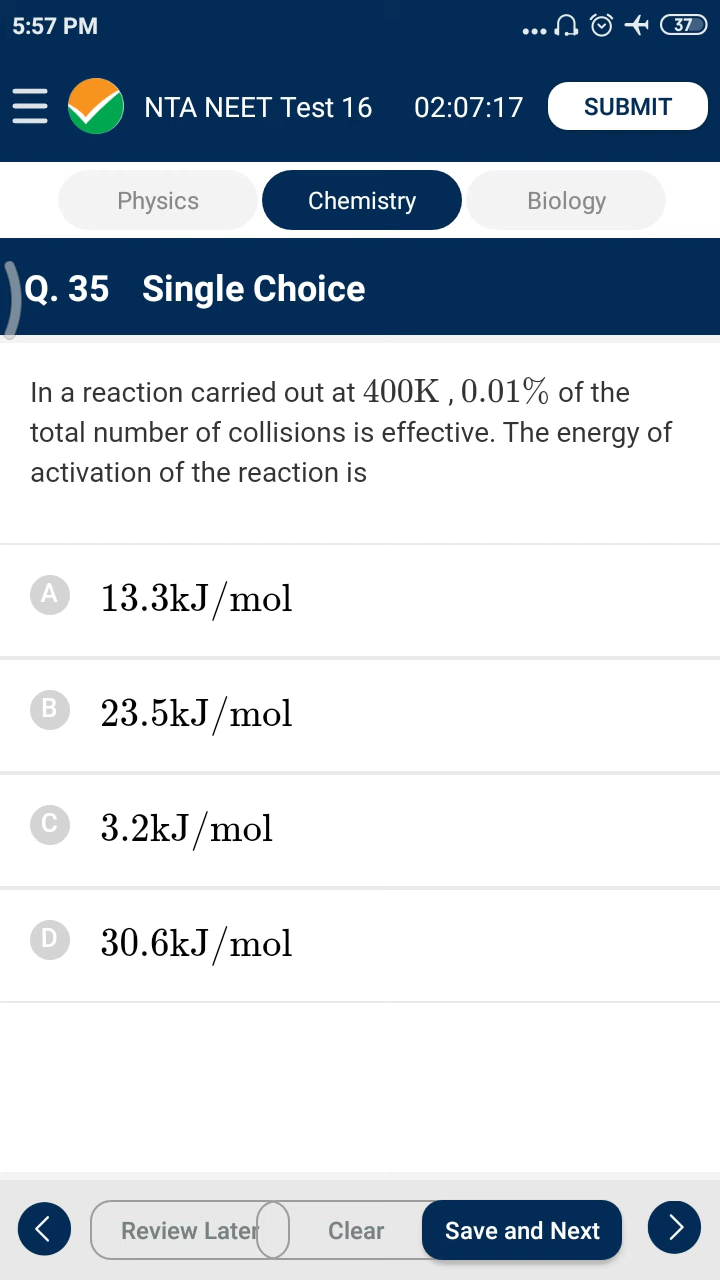 5:57 PM
37
NTA NEET Test 16 02:07:17 SUBMIT
Physics Chemistry Biology
Q. 35 Single Choice
In a reaction carried out at 400K , 0.01% of the
total number of collisions is effective. The energy of
activation of the reaction is
A 13.3kJ/mol
B 23.5kJ/mol
C 3.2kJ/mol
D 30.6kJ/mol
Review Later Clear Save and Next